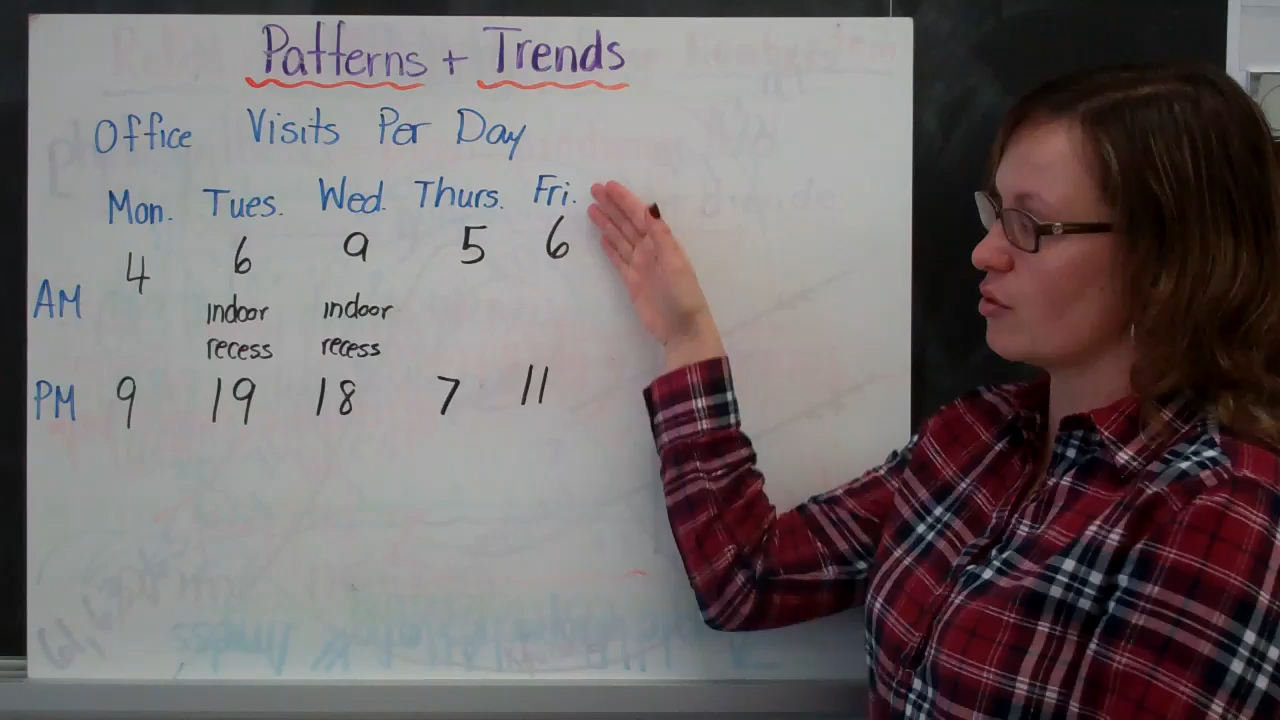 Patterns + Trends
Office Visits Per Day
Mon. Tues. Wed. Thurs. Fri.
AM 4 6 9 5 6
indoor indoor
recess recess
PM 9 19 18 7 11